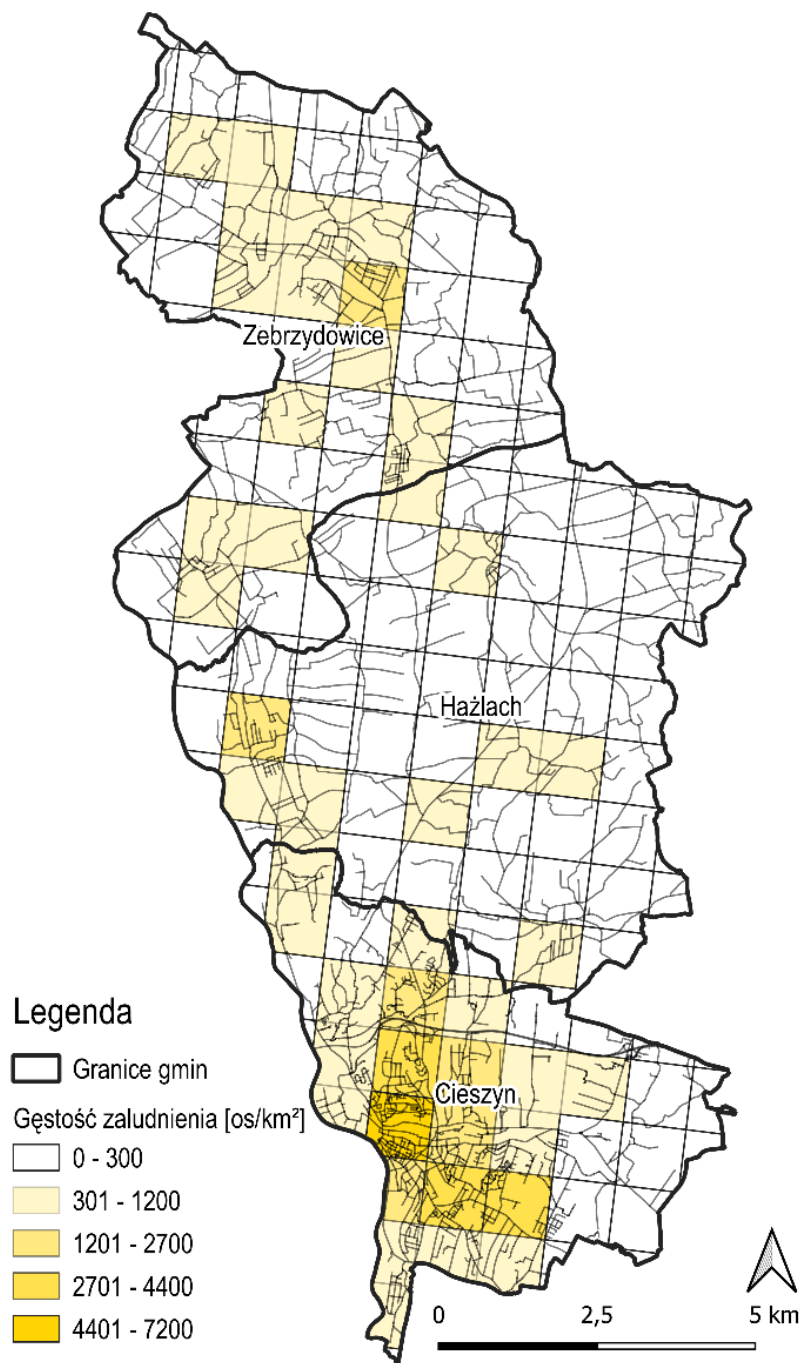 Zebrzydowice
Hażlach
Cieszyn
Legenda
Granice gmin
Gęstość zaludnienia [os/km²]
0 - 300
301 - 1200
1201 - 2700
2701 - 4400
4401 - 7200
0 2,5 5 km